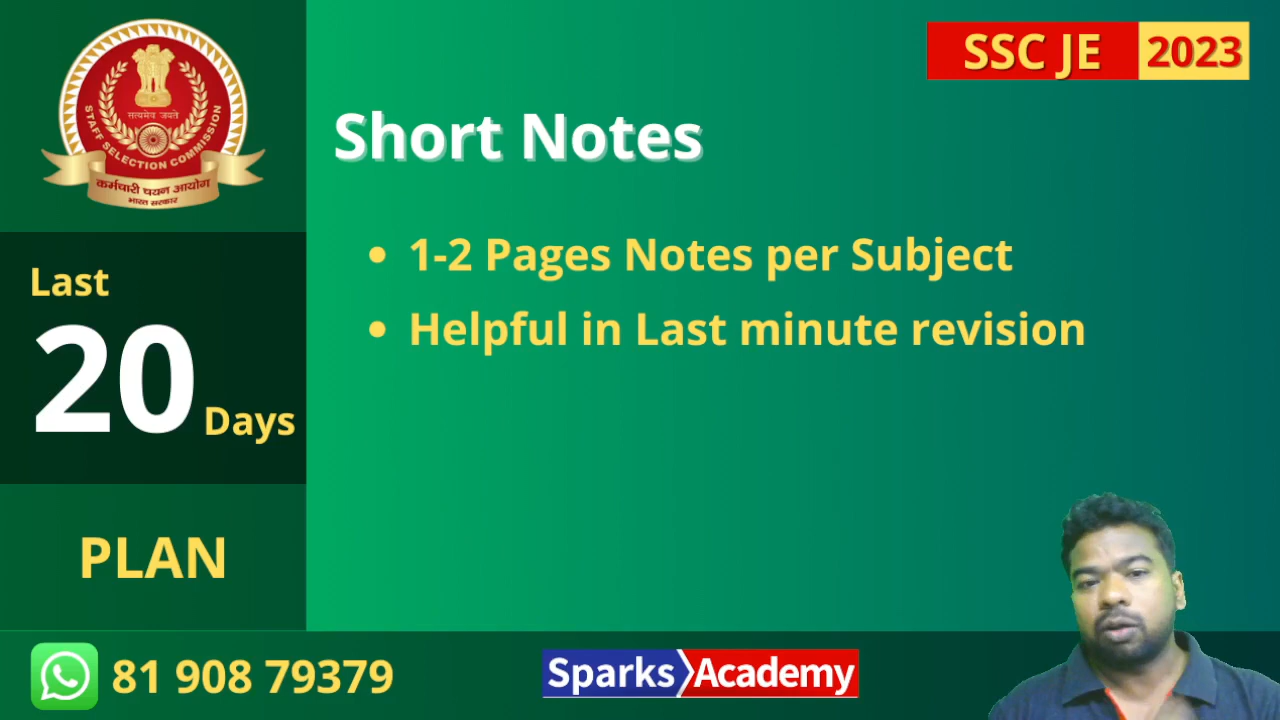 सत्यमेव जयते
STAFF SELECTION COMMISSION
कर्मचारी चयन आयोग
भारत सरकार
SSC JE 2023
Short Notes
• 1-2 Pages Notes per Subject
• Helpful in Last minute revision
Last
20 Days
PLAN
81 908 79379
Sparks Academy